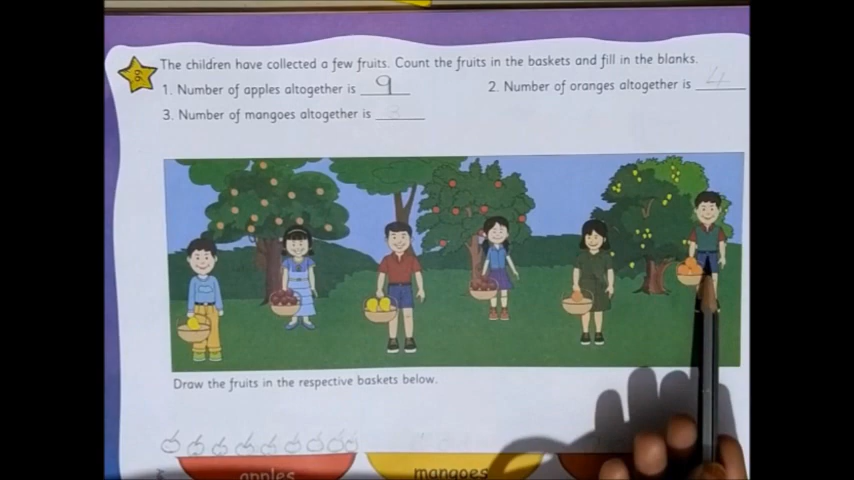 The children have collected a few fruits. Count the fruits in the baskets and fill in the blanks.
1. Number of apples altogether is 9
2. Number of oranges altogether is 4
3. Number of mangoes altogether is 3
Draw the fruits in the respective baskets below.
apples
mangoes